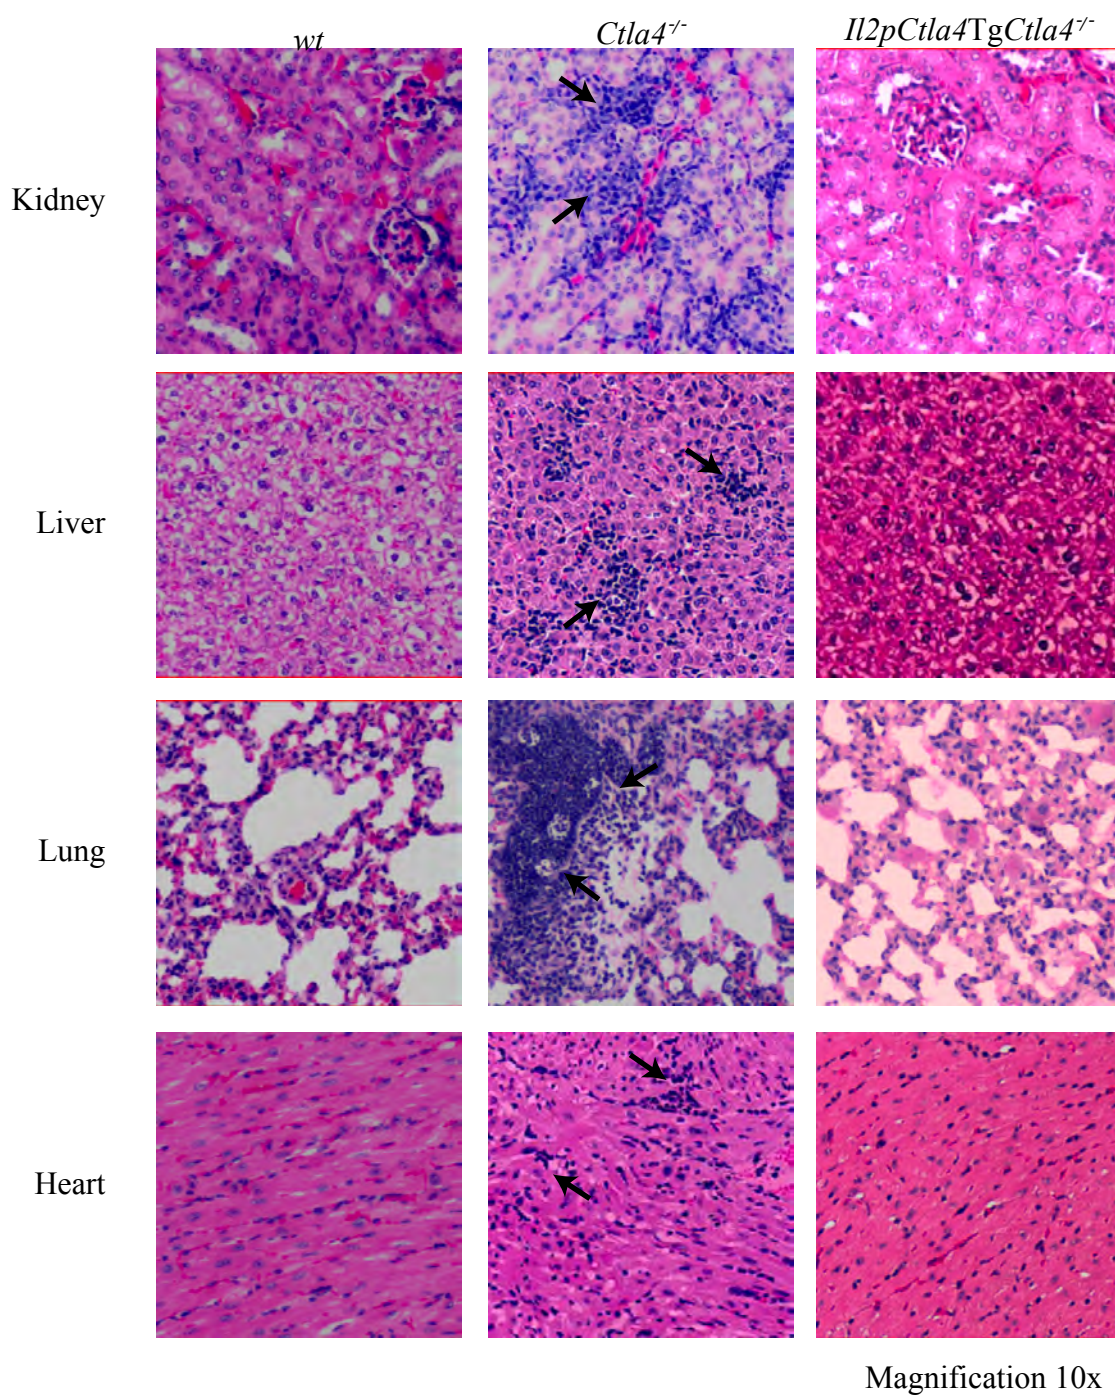 wt Ctla4-/- Il2pCtla4TgCtla4-/-
Kidney
Liver
Lung
Heart
Magnification 10x